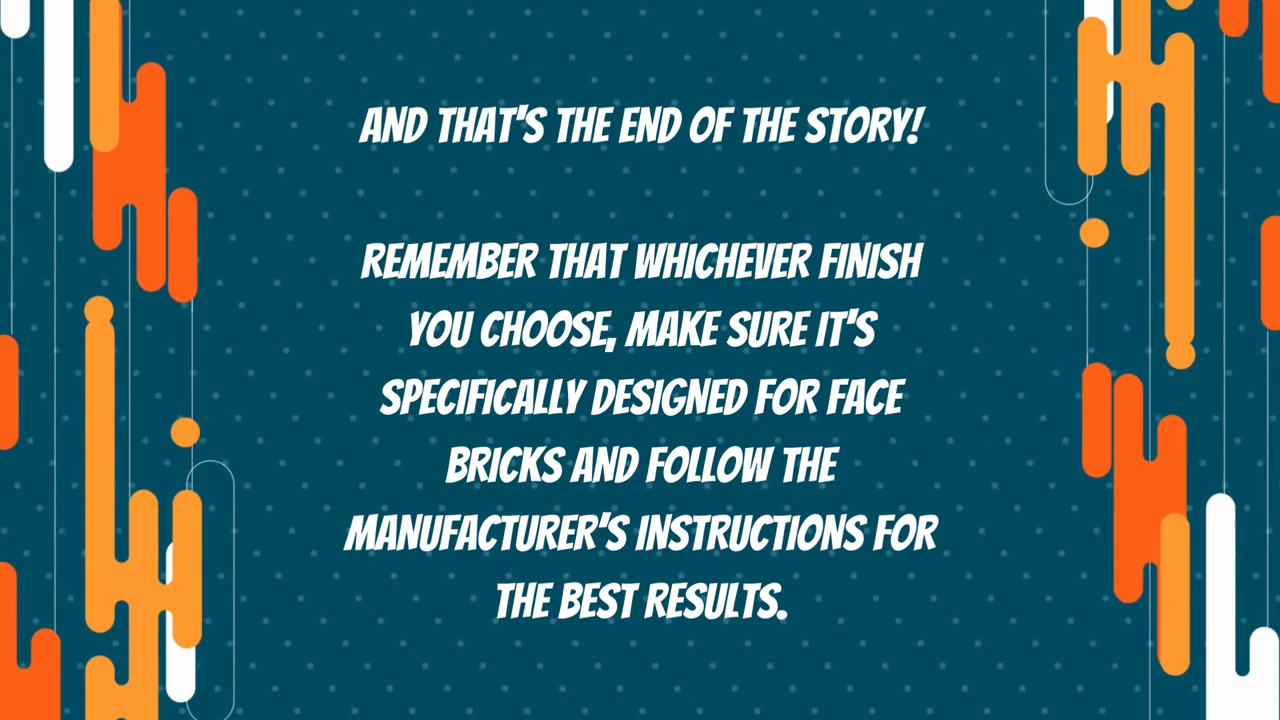 AND THAT'S THE END OF THE STORY!
REMEMBER THAT WHICHEVER FINISH
YOU CHOOSE, MAKE SURE IT'S
SPECIFICALLY DESIGNED FOR FACE
BRICKS AND FOLLOW THE
MANUFACTURER'S INSTRUCTIONS FOR
THE BEST RESULTS.